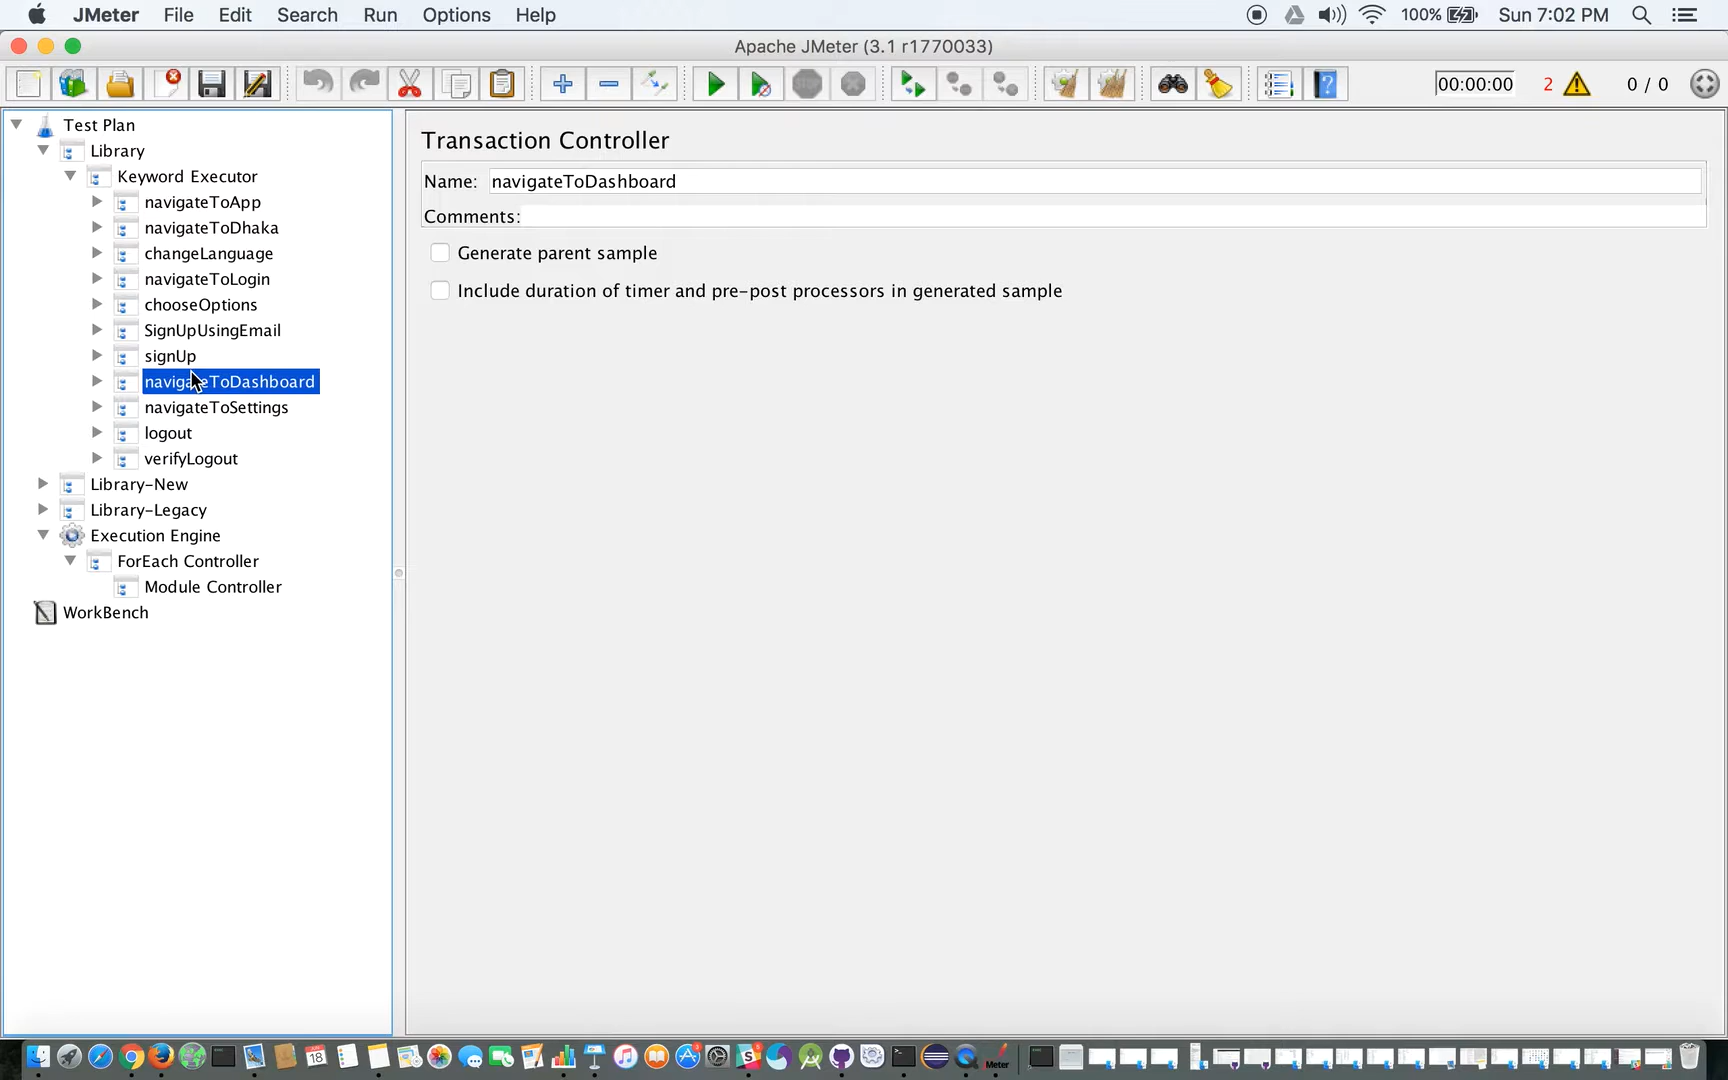 JMeter File Edit Search Run Options Help 100% Sun 7:02 PM
Apache JMeter (3.1 r1770033)
00:00:00 2 0 / 0
Test Plan
Library
Keyword Executor
navigateToApp
navigateToDhaka
changeLanguage
navigateToLogin
chooseOptions
SignUpUsingEmail
signUp
navigateToDashboard
navigateToSettings
logout
verifyLogout
Library-New
Library-Legacy
Execution Engine
ForEach Controller
Module Controller
WorkBench
Transaction Controller
Name: navigateToDashboard
Comments:
Generate parent sample
Include duration of timer and pre-post processors in generated sample
18
Meter